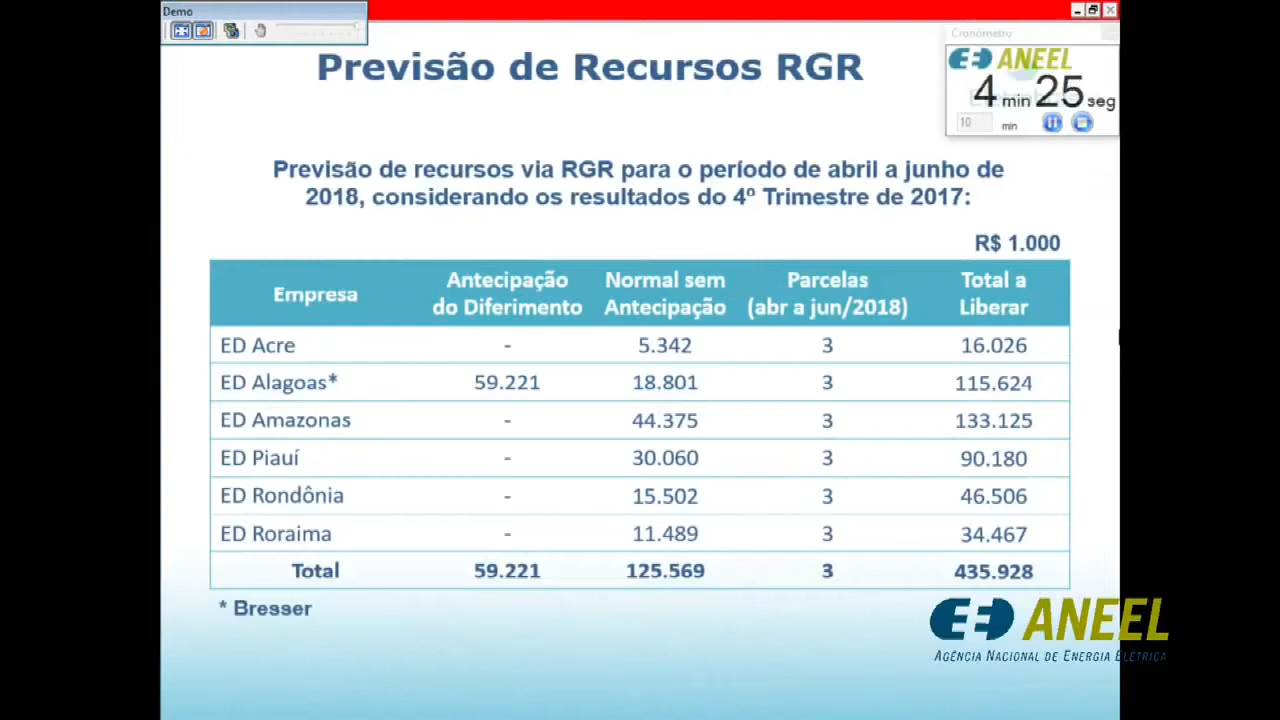 Demo
Cronômetro
ANEEL
4 min 25 seg
10 min
Previsão de Recursos RGR
Previsão de recursos via RGR para o período de abril a junho de
2018, considerando os resultados do 4º Trimestre de 2017:
R$ 1.000
Empresa Antecipação do Diferimento Normal sem Antecipação Parcelas (abr a jun/2018) Total a Liberar
ED Acre - 5.342 3 16.026
ED Alagoas* 59.221 18.801 3 115.624
ED Amazonas - 44.375 3 133.125
ED Piauí - 30.060 3 90.180
ED Rondônia - 15.502 3 46.506
ED Roraima - 11.489 3 34.467
Total 59.221 125.569 3 435.928
* Bresser
ANEEL
AGÊNCIA NACIONAL DE ENERGIA ELÉTRICA